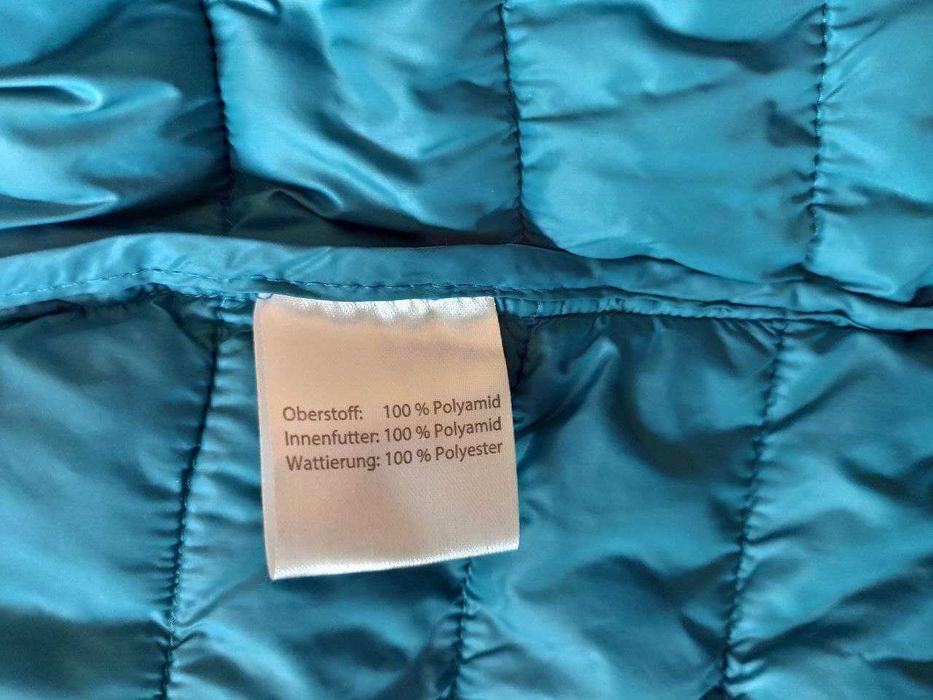 Oberstoff: 100 % Polyamid
Innenfutter: 100 % Polyamid
Wattierung: 100 % Polyester